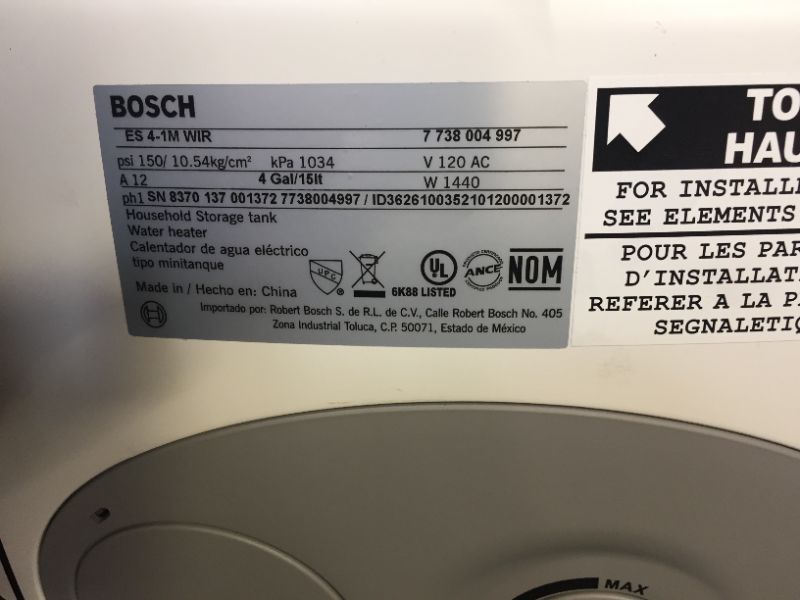 BOSCH
ES 4-1M WIR 7 738 004 997
psi 150/ 10.54kg/cm² kPa 1034 V 120 AC
A 12 4 Gal/15lt W 1440
ph1 SN 8370 137 001372 7738004997 / ID3626100352101200001372
Household Storage tank
Water heater
Calentador de agua eléctrico
tipo minitanque
UPC
UL
ANCE
NOM
6K88 LISTED
Made in / Hecho en: China
Importado por: Robert Bosch S. de R.L. de C.V., Calle Robert Bosch No. 405
Zona Industrial Toluca, C.P. 50071, Estado de México
TO
HAU
FOR INSTALL
SEE ELEMENTS
POUR LES PAR
D'INSTALLAT
REFERER A LA P
SEGNALETIQ
MAX